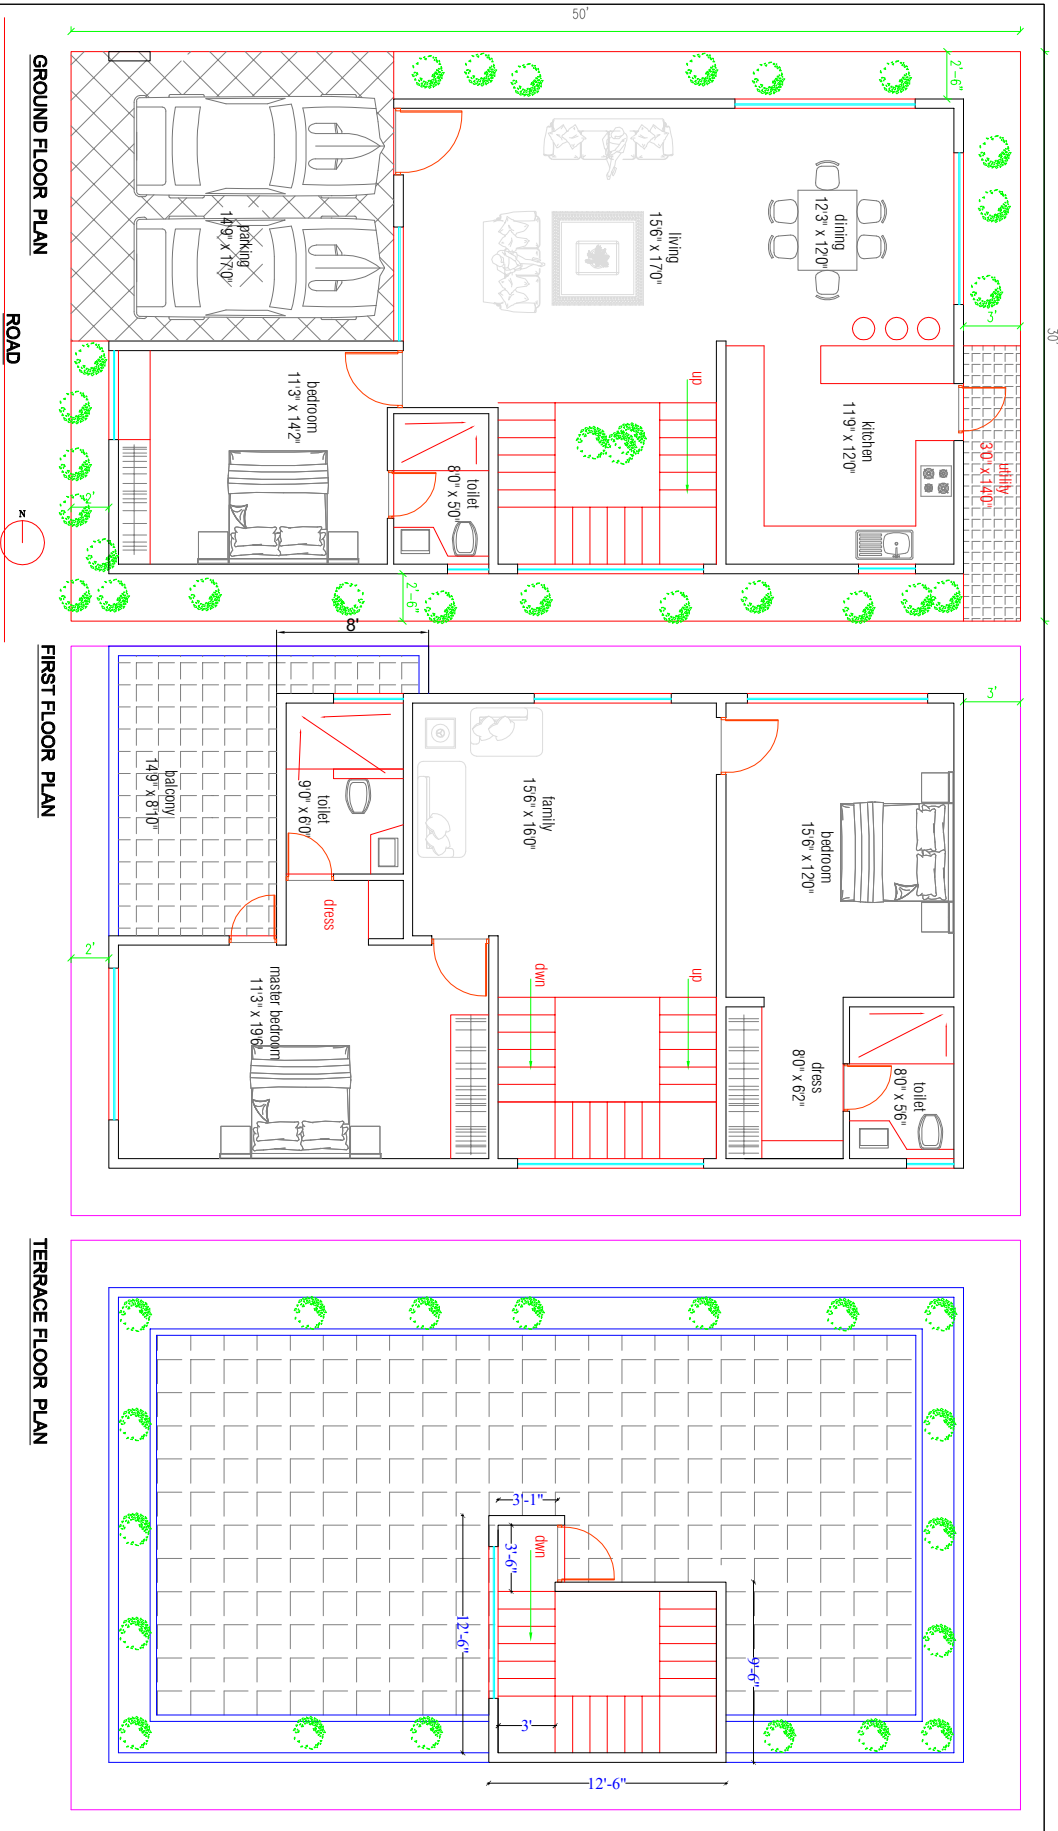 50'
30'
2'-6"
3'
dining
12'3" x 12'0"
living
15'6" x 17'0"
parking
14'9" x 17'0"
up
kitchen
11'9" x 12'0"
utility
3'0" x 14'0"
bedroom
11'3" x 14'2"
toilet
8'0" x 5'0"
2'
2'-6"
GROUND FLOOR PLAN
ROAD
N
8'
3'
balcony
14'9" x 8'10"
toilet
9'0" x 6'0"
family
15'6" x 16'0"
bedroom
15'6" x 12'0"
dress
2'
master bedroom
11'3" x 19'6"
dwn
up
dress
8'0" x 6'2"
toilet
8'0" x 5'6"
FIRST FLOOR PLAN
3'-1"
3'-6"
dwn
12'-6"
9'-6"
3'
12'-6"
TERRACE FLOOR PLAN